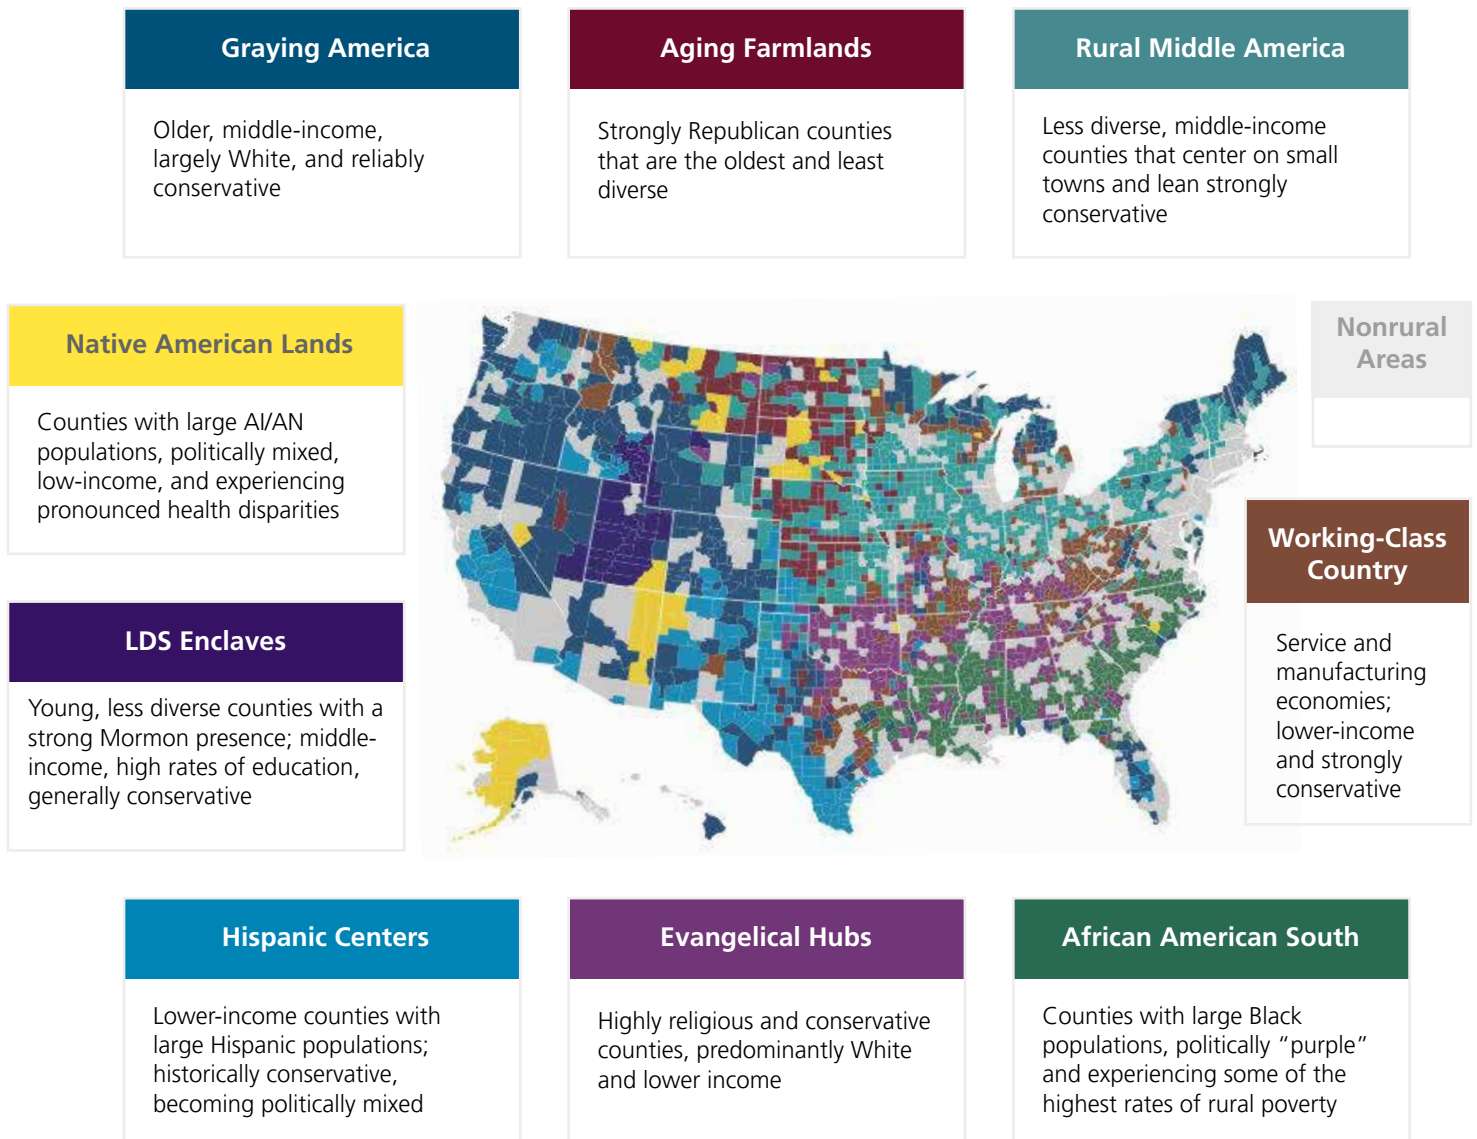 Graying America
Older, middle-income,
largely White, and reliably
conservative
Aging Farmlands
Strongly Republican counties
that are the oldest and least
diverse
Rural Middle America
Less diverse, middle-income
counties that center on small
towns and lean strongly
conservative
Native American Lands
Counties with large AI/AN
populations, politically mixed,
low-income, and experiencing
pronounced health disparities
Nonrural
Areas
LDS Enclaves
Young, less diverse counties with a
strong Mormon presence; middle-
income, high rates of education,
generally conservative
Working-Class
Country
Service and
manufacturing
economies;
lower-income
and strongly
conservative
Hispanic Centers
Lower-income counties with
large Hispanic populations;
historically conservative,
becoming politically mixed
Evangelical Hubs
Highly religious and conservative
counties, predominantly White
and lower income
African American South
Counties with large Black
populations, politically “purple”
and experiencing some of the
highest rates of rural poverty